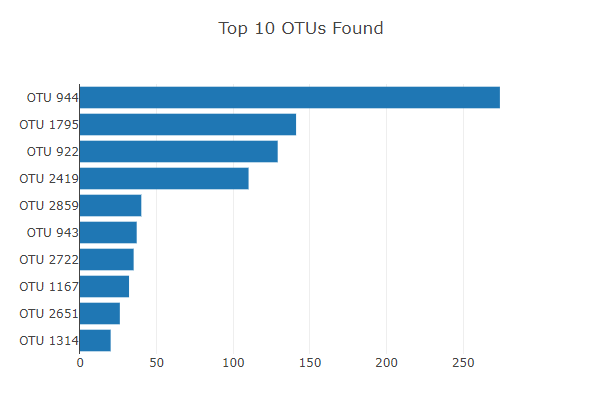 Top 10 OTUs Found
OTU 944
OTU 1795
OTU 922
OTU 2419
OTU 2859
OTU 943
OTU 2722
OTU 1167
OTU 2651
OTU 1314
0 50 100 150 200 250